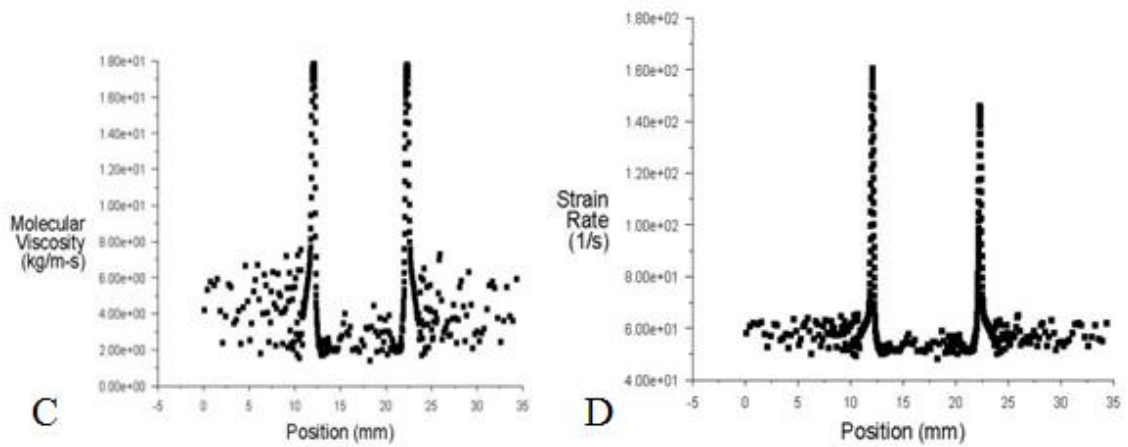 1.80e+01
1.60e+01
1.40e+01
1.20e+01
1.00e+01
8.00e+00
6.00e+00
4.00e+00
2.00e+00
0.00e+00
Molecular
Viscosity
(kg/m-s)
-5 0 5 10 15 20 25 30 35
Position (mm)
C
1.80e+02
1.60e+02
1.40e+02
1.20e+02
1.00e+02
8.00e+01
6.00e+01
4.00e+01
Strain
Rate
(1/s)
-5 0 5 10 15 20 25 30 35
Position (mm)
D